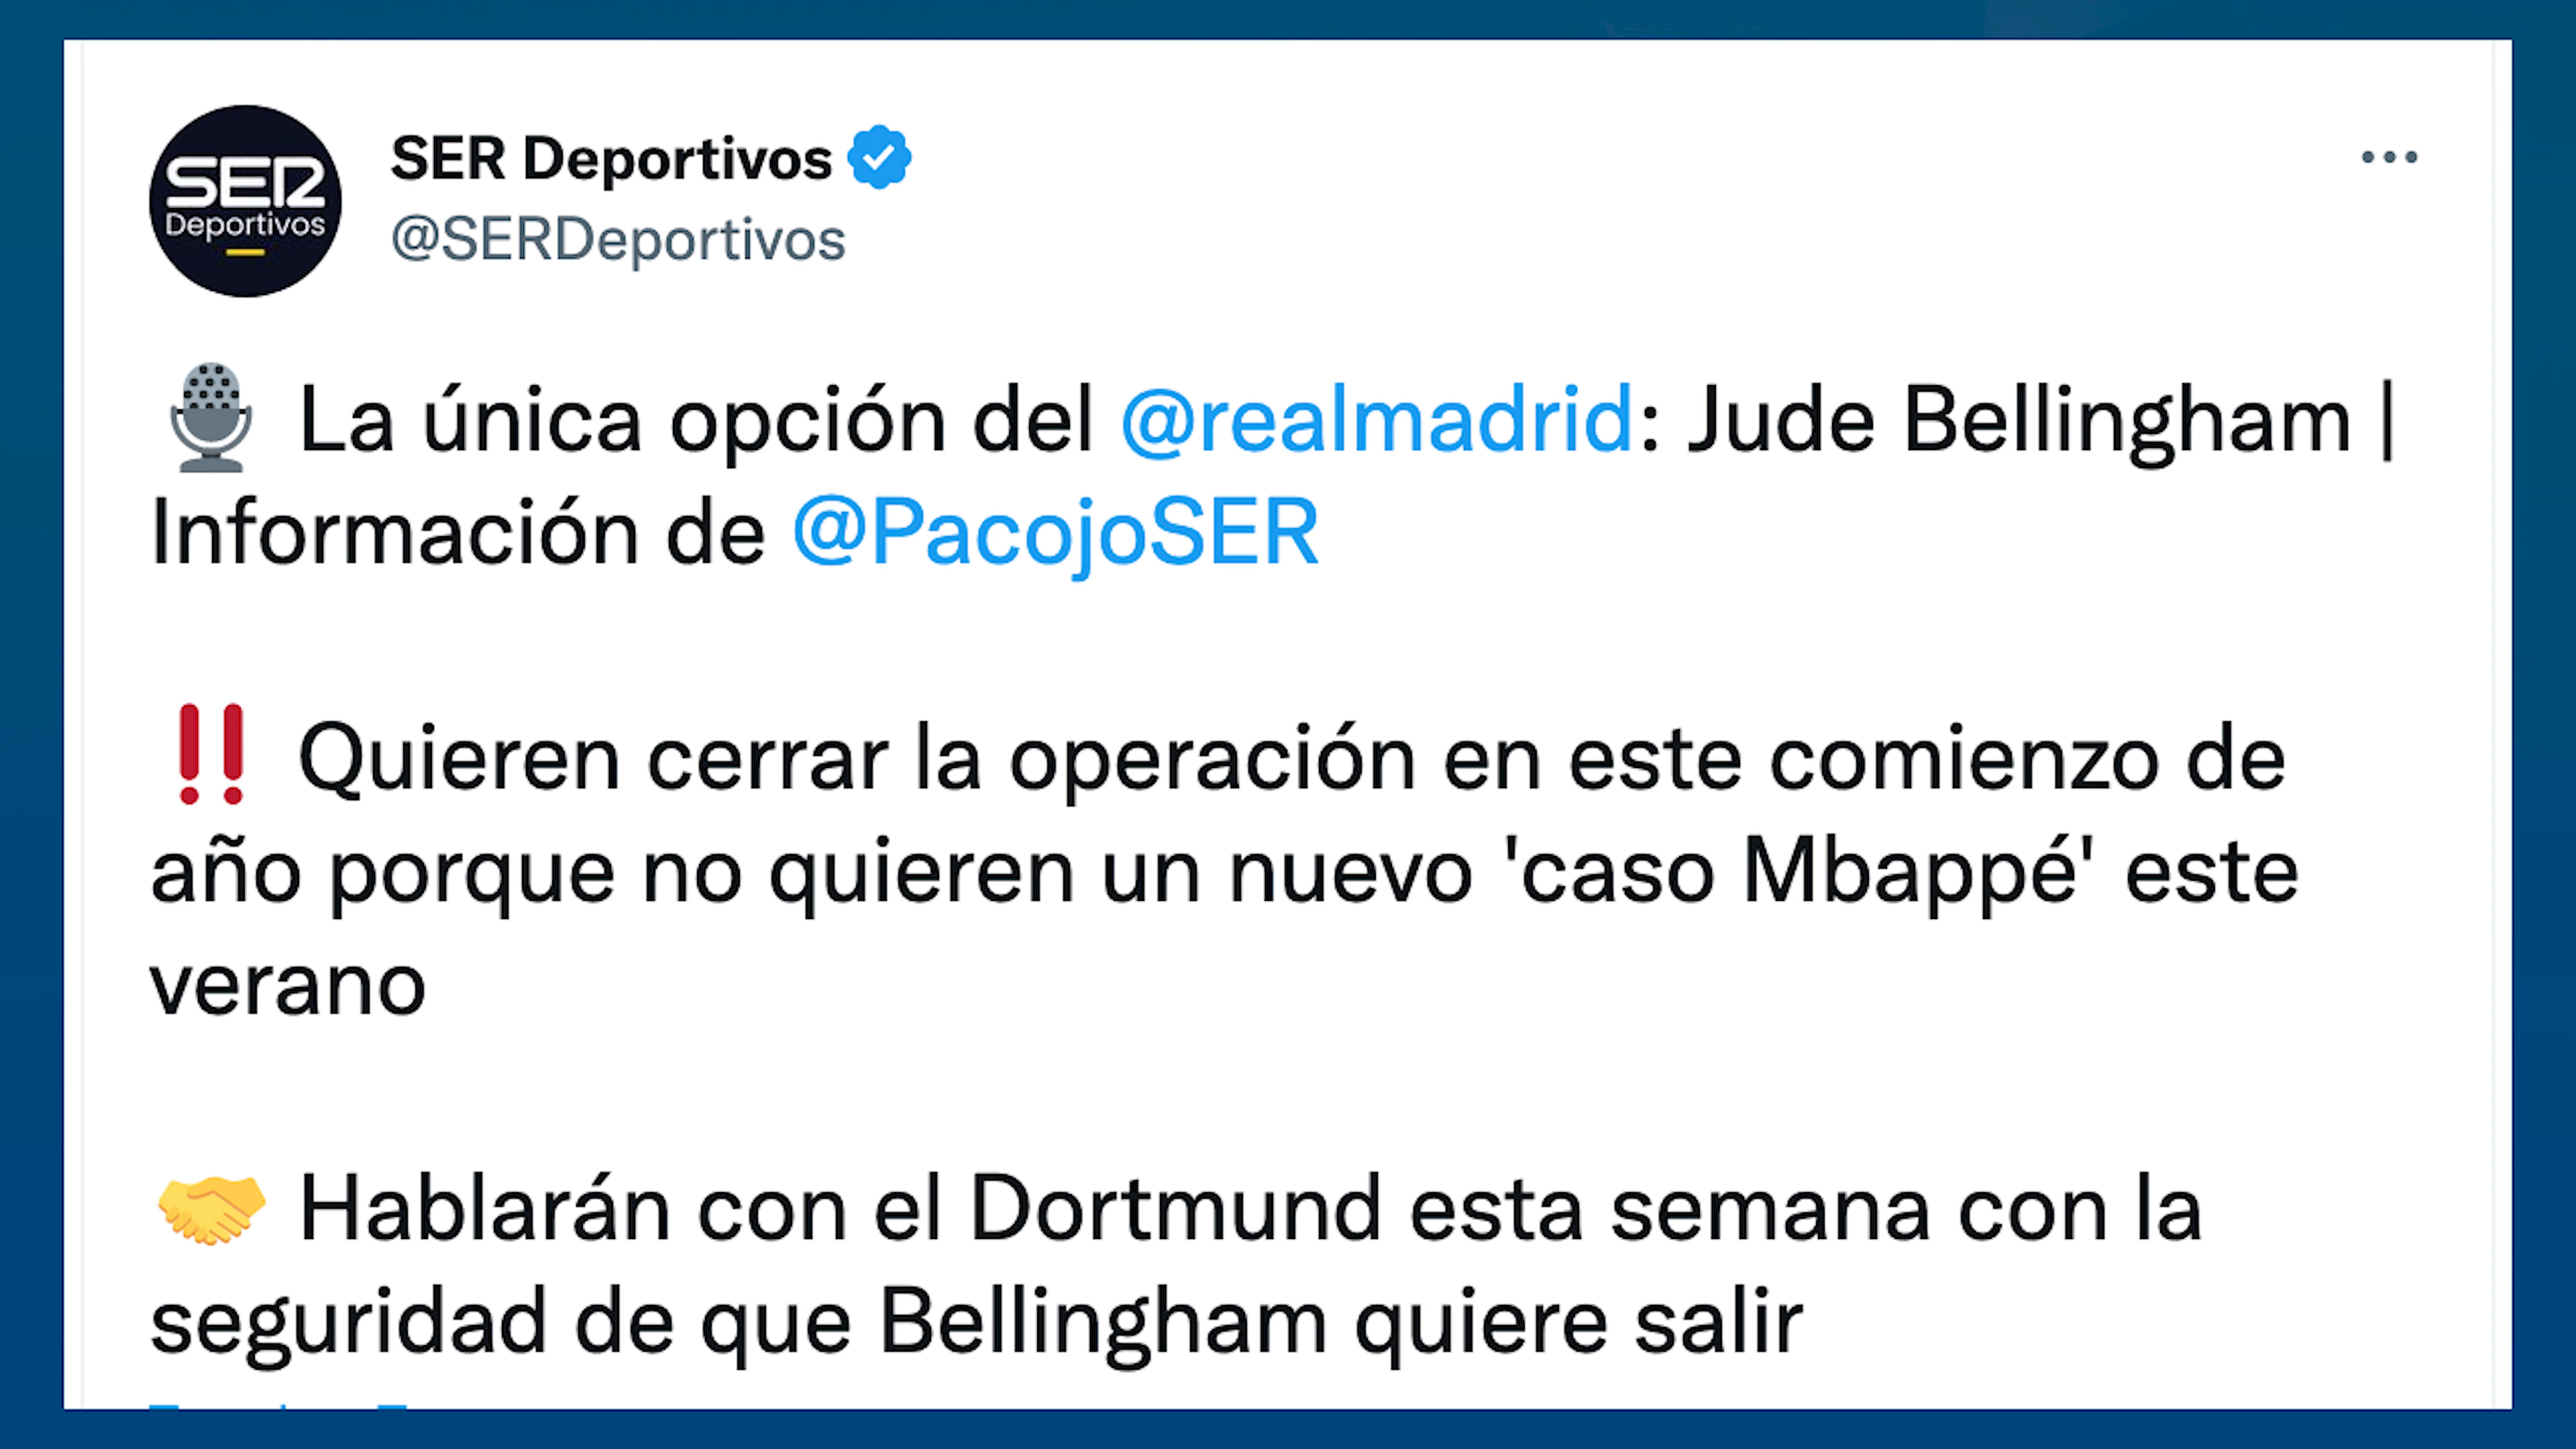 SER
Deportivos
SER Deportivos
@SERDeportivos
La única opción del @realmadrid: Jude Bellingham |
Información de @PacojoSER
‼ Quieren cerrar la operación en este comienzo de
año porque no quieren un nuevo 'caso Mbappé' este
verano
Hablarán con el Dortmund esta semana con la
seguridad de que Bellingham quiere salir